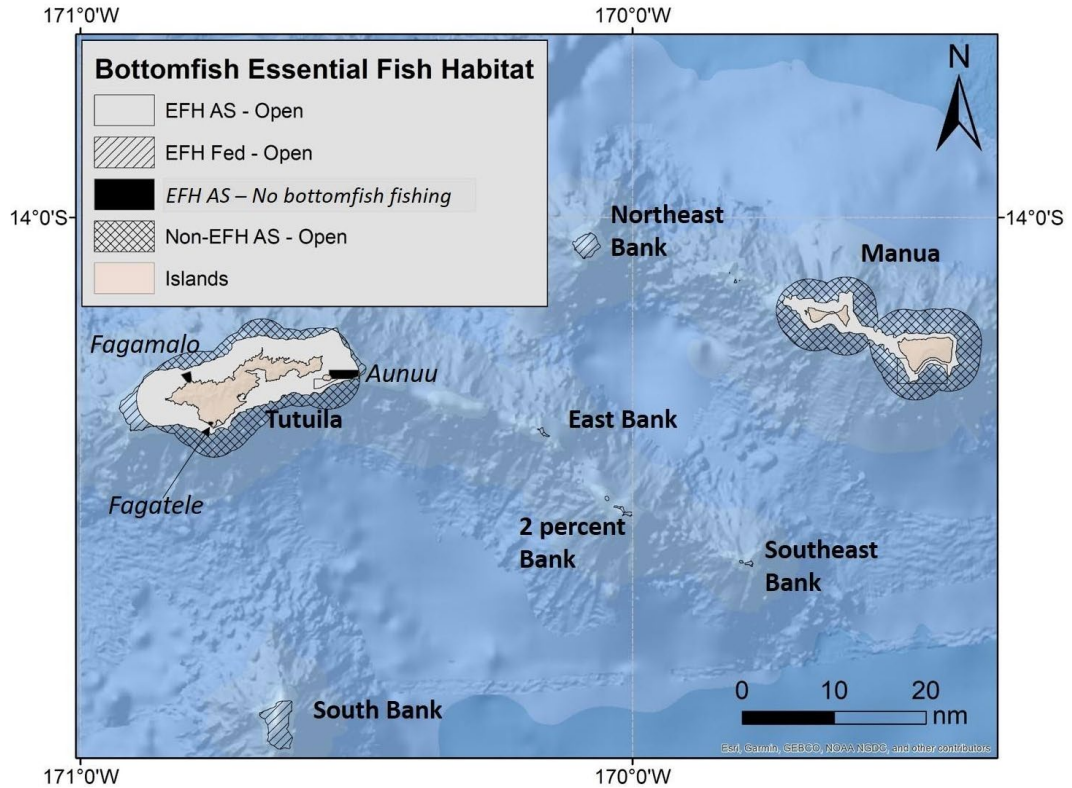 171°0'W
170°0'W
Bottomfish Essential Fish Habitat
EFH AS - Open
EFH Fed - Open
EFH AS – No bottomfish fishing
Non-EFH AS - Open
Islands
N
14°0'S
14°0'S
Northeast
Bank
Manua
Fagamalo
Aunuu
Tutuila
East Bank
Fagatele
2 percent
Bank
Southeast
Bank
South Bank
0 10 20
nm
Esri, Garmin, GEBCO, NOAA NGDC, and other contributors
171°0'W
170°0'W